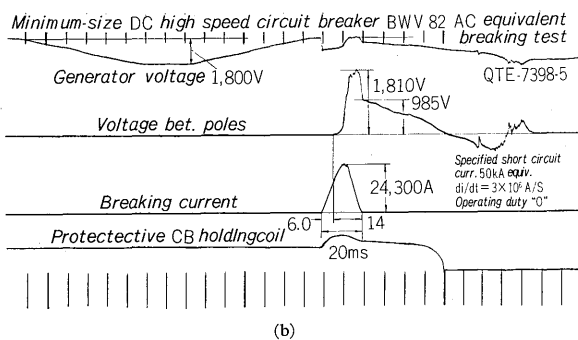 Minimum-size DC high speed circuit breaker BWV 82 AC equivalent
breaking test
Generator voltage 1,800V
QTE-7398-5
1,810V
985V
Voltage bet. poles
Specified short circuit
curr. 50kA equiv.
di/dt = 3×10⁶ A/S
Operating duty "O"
24,300A
Breaking current
6.0
14
Protectective CB holdIngcoil
20ms
(b)